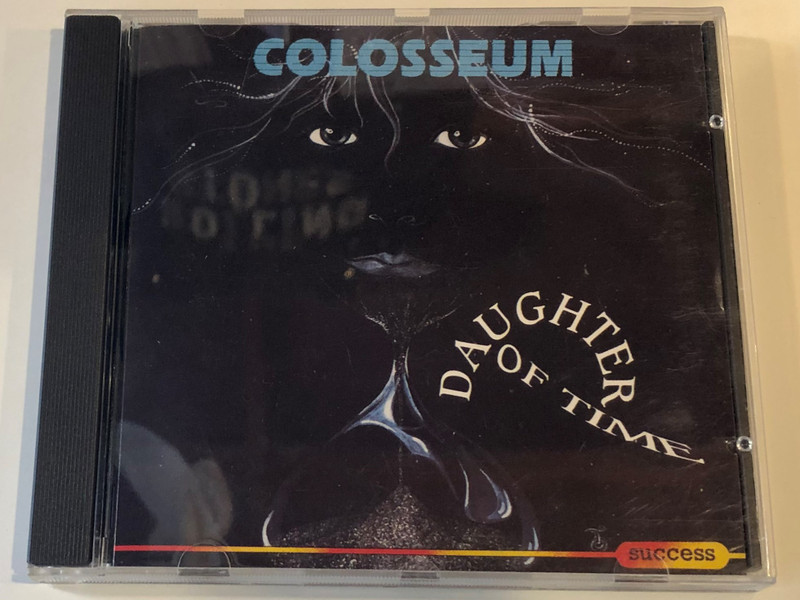 COLOSSEUM
DAUGHTER
OF TIME
success